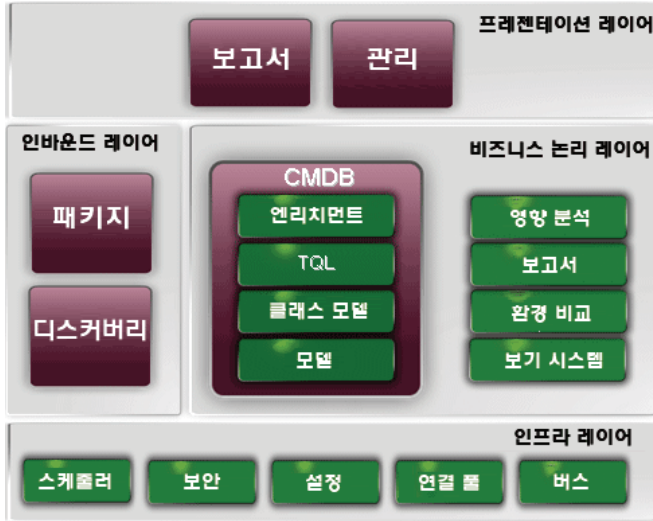 프레젠테이션 레이어
보고서
관리
인바운드 레이어
패키지
디스커버리
비즈니스 논리 레이어
CMDB
엔리치먼트
TQL
클래스 모델
모델
영향 분석
보고서
환경 비교
보기 시스템
인프라 레이어
스케줄러
보안
설정
연결 풀
버스